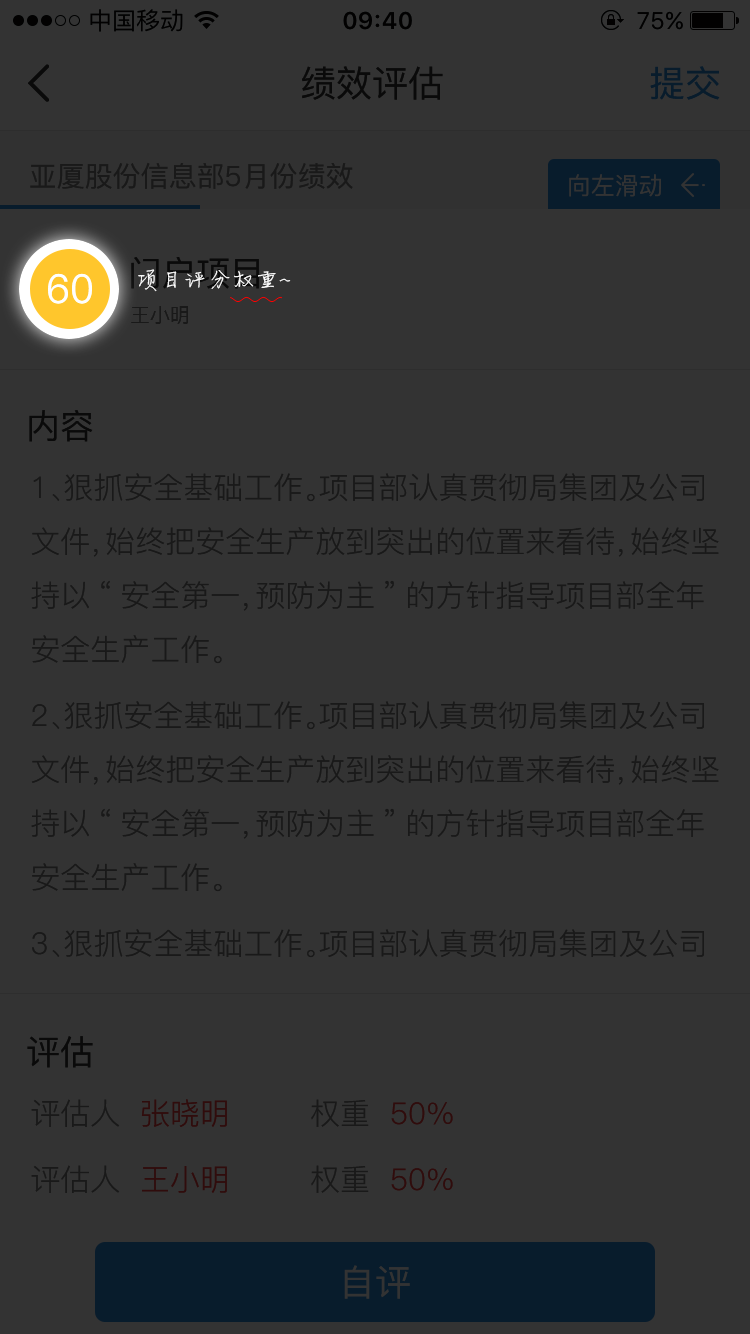 中国移动 09:40 75%
绩效评估 提交
亚厦股份信息部5月份绩效 向左滑动
60 门户项目
项目评分权重~
王小明
内容
1、狠抓安全基础工作。项目部认真贯彻局集团及公司
文件,始终把安全生产放到突出的位置来看待,始终坚
持以“安全第一,预防为主”的方针指导项目部全年
安全生产工作。
2、狠抓安全基础工作。项目部认真贯彻局集团及公司
文件,始终把安全生产放到突出的位置来看待,始终坚
持以“安全第一,预防为主”的方针指导项目部全年
安全生产工作。
3、狠抓安全基础工作。项目部认真贯彻局集团及公司
评估
评估人 张晓明 权重 50%
评估人 王小明 权重 50%
自评